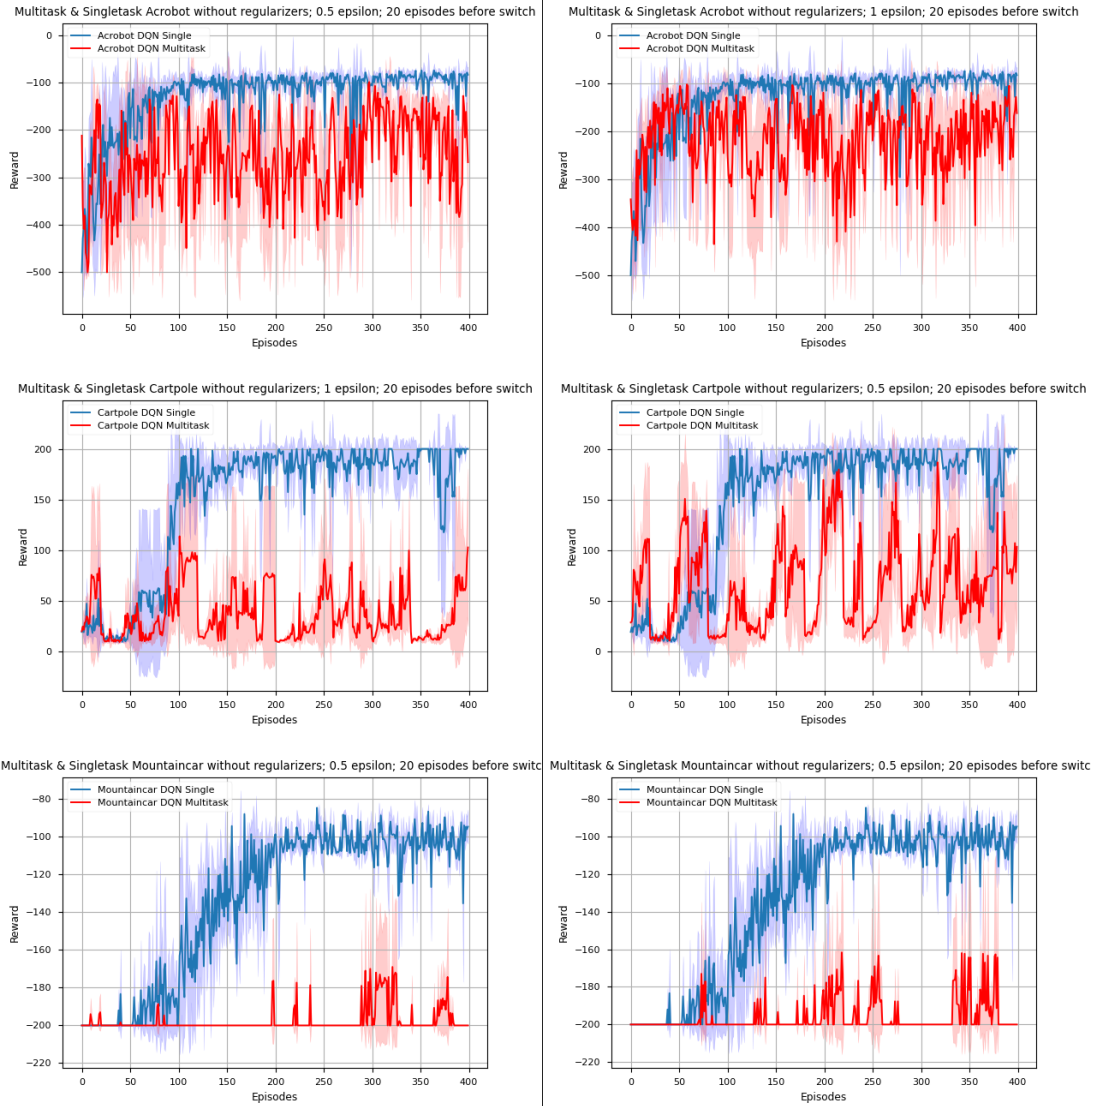 Multitask & Singletask Acrobot without regularizers; 0.5 epsilon; 20 episodes before switch
Acrobot DQN Single
Acrobot DQN Multitask
0
−100
−200
−300
−400
−500
Reward
0 50 100 150 200 250 300 350 400
Episodes
Multitask & Singletask Acrobot without regularizers; 1 epsilon; 20 episodes before switch
Acrobot DQN Single
Acrobot DQN Multitask
0
−100
−200
−300
−400
−500
Reward
0 50 100 150 200 250 300 350 400
Episodes
Multitask & Singletask Cartpole without regularizers; 1 epsilon; 20 episodes before switch
Cartpole DQN Single
Cartpole DQN Multitask
200
150
100
50
0
Reward
0 50 100 150 200 250 300 350 400
Episodes
Multitask & Singletask Cartpole without regularizers; 0.5 epsilon; 20 episodes before switch
Cartpole DQN Single
Cartpole DQN Multitask
200
150
100
50
0
Reward
0 50 100 150 200 250 300 350 400
Episodes
Multitask & Singletask Mountaincar without regularizers; 0.5 epsilon; 20 episodes before switc
Mountaincar DQN Single
Mountaincar DQN Multitask
−80
−100
−120
−140
−160
−180
−200
−220
Reward
0 50 100 150 200 250 300 350 400
Episodes
Multitask & Singletask Mountaincar without regularizers; 0.5 epsilon; 20 episodes before switc
Mountaincar DQN Single
Mountaincar DQN Multitask
−80
−100
−120
−140
−160
−180
−200
−220
Reward
0 50 100 150 200 250 300 350 400
Episodes